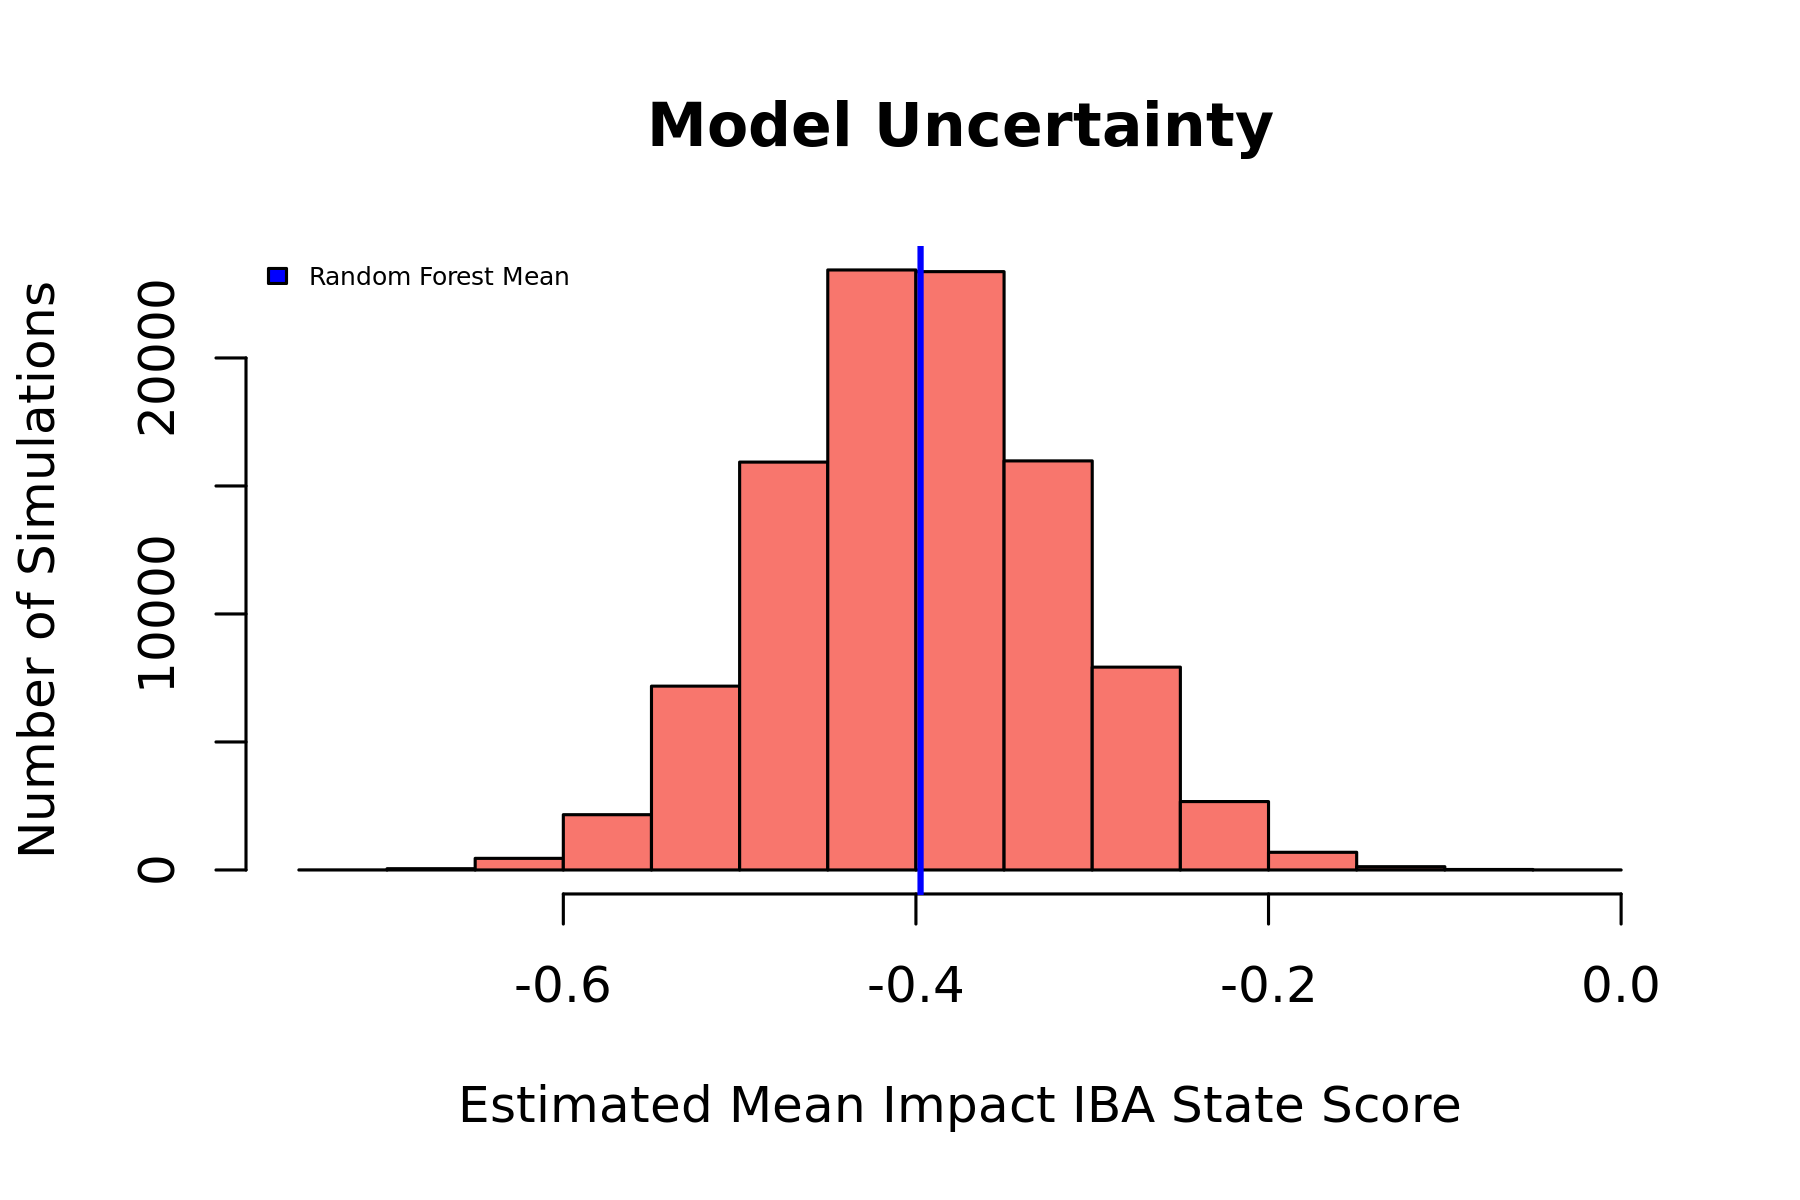 Model Uncertainty
Random Forest Mean
Number of Simulations
20000
10000
0
-0.6 -0.4 -0.2 0.0
Estimated Mean Impact IBA State Score